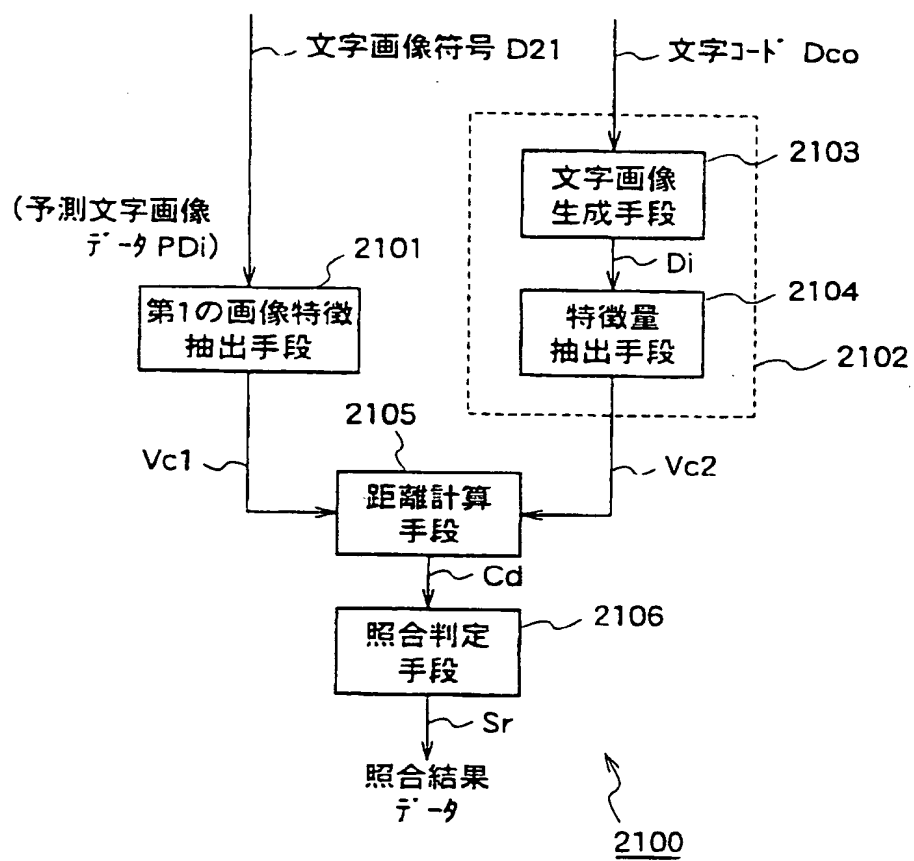 文字画像符号 D21
文字コード Dco
2103
文字画像
生成手段
(予測文字画像
データ PDi)
Di
2101
2104
第1の画像特徴
抽出手段
特徴量
抽出手段
2102
2105
Vc1
Vc2
距離計算
手段
Cd
2106
照合判定
手段
Sr
照合結果
データ
2100